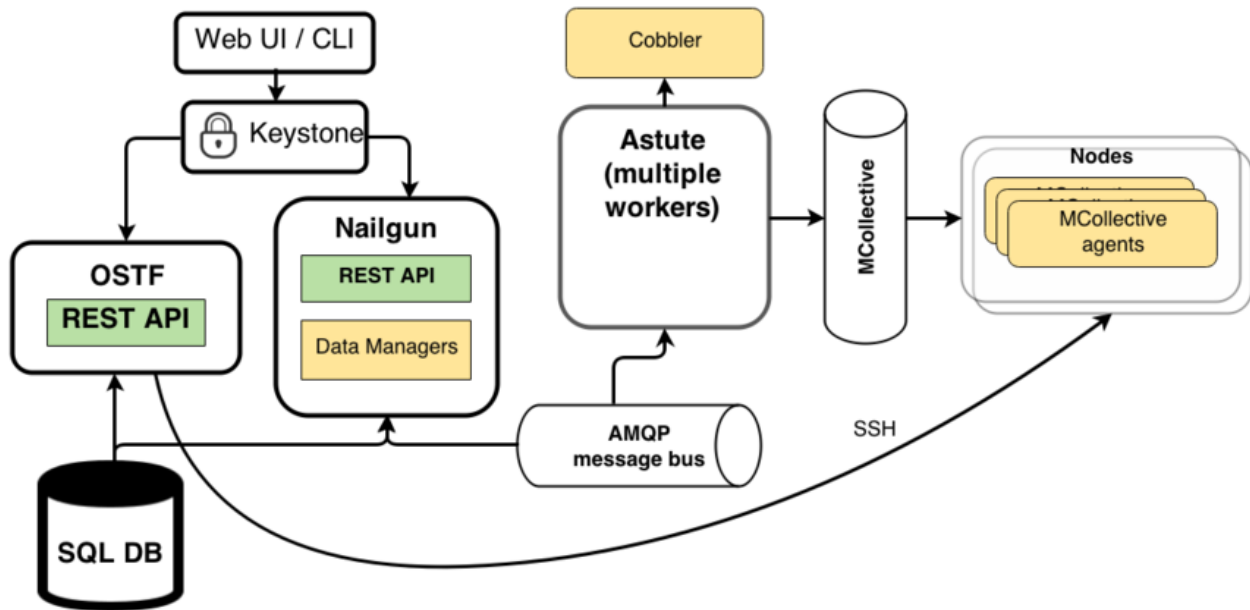 Web UI / CLI
Cobbler
Keystone
Astute
(multiple
workers)
MCollective
Nodes
MCollective
agents
Nailgun
REST API
Data Managers
OSTF
REST API
AMQP
message bus
SSH
SQL DB